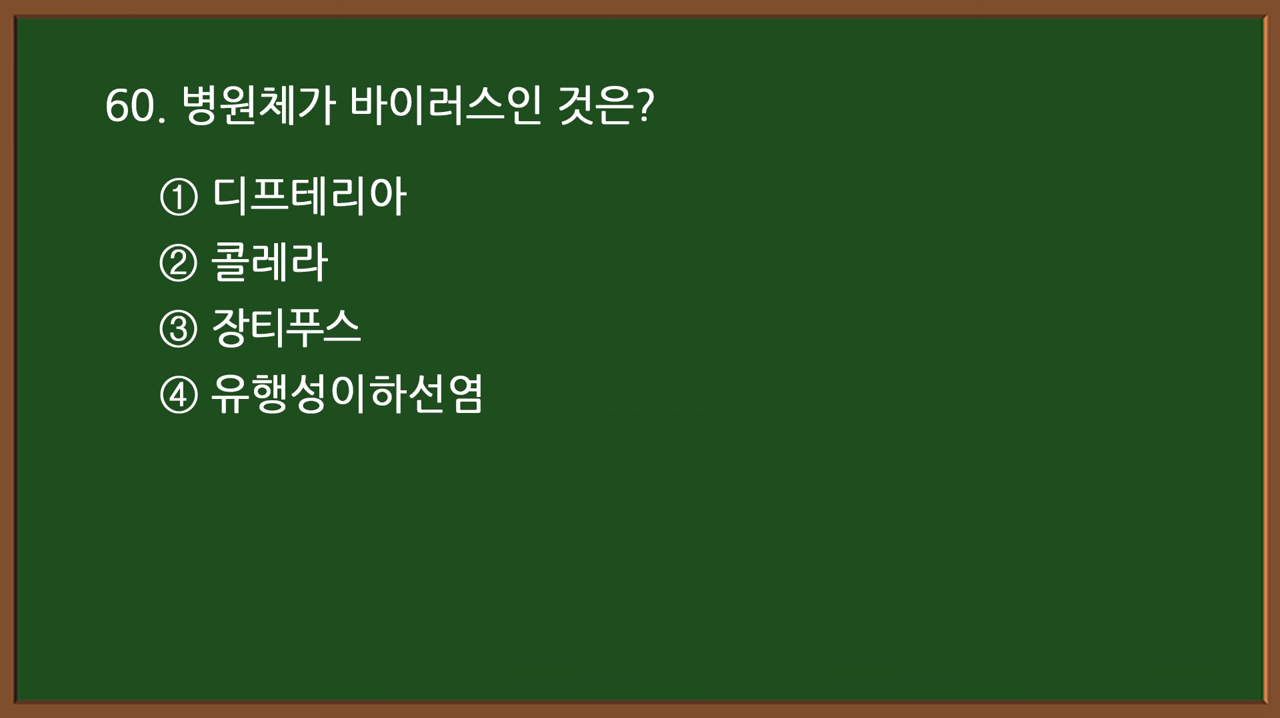 60. 병원체가 바이러스인 것은?
① 디프테리아
② 콜레라
③ 장티푸스
④ 유행성이하선염